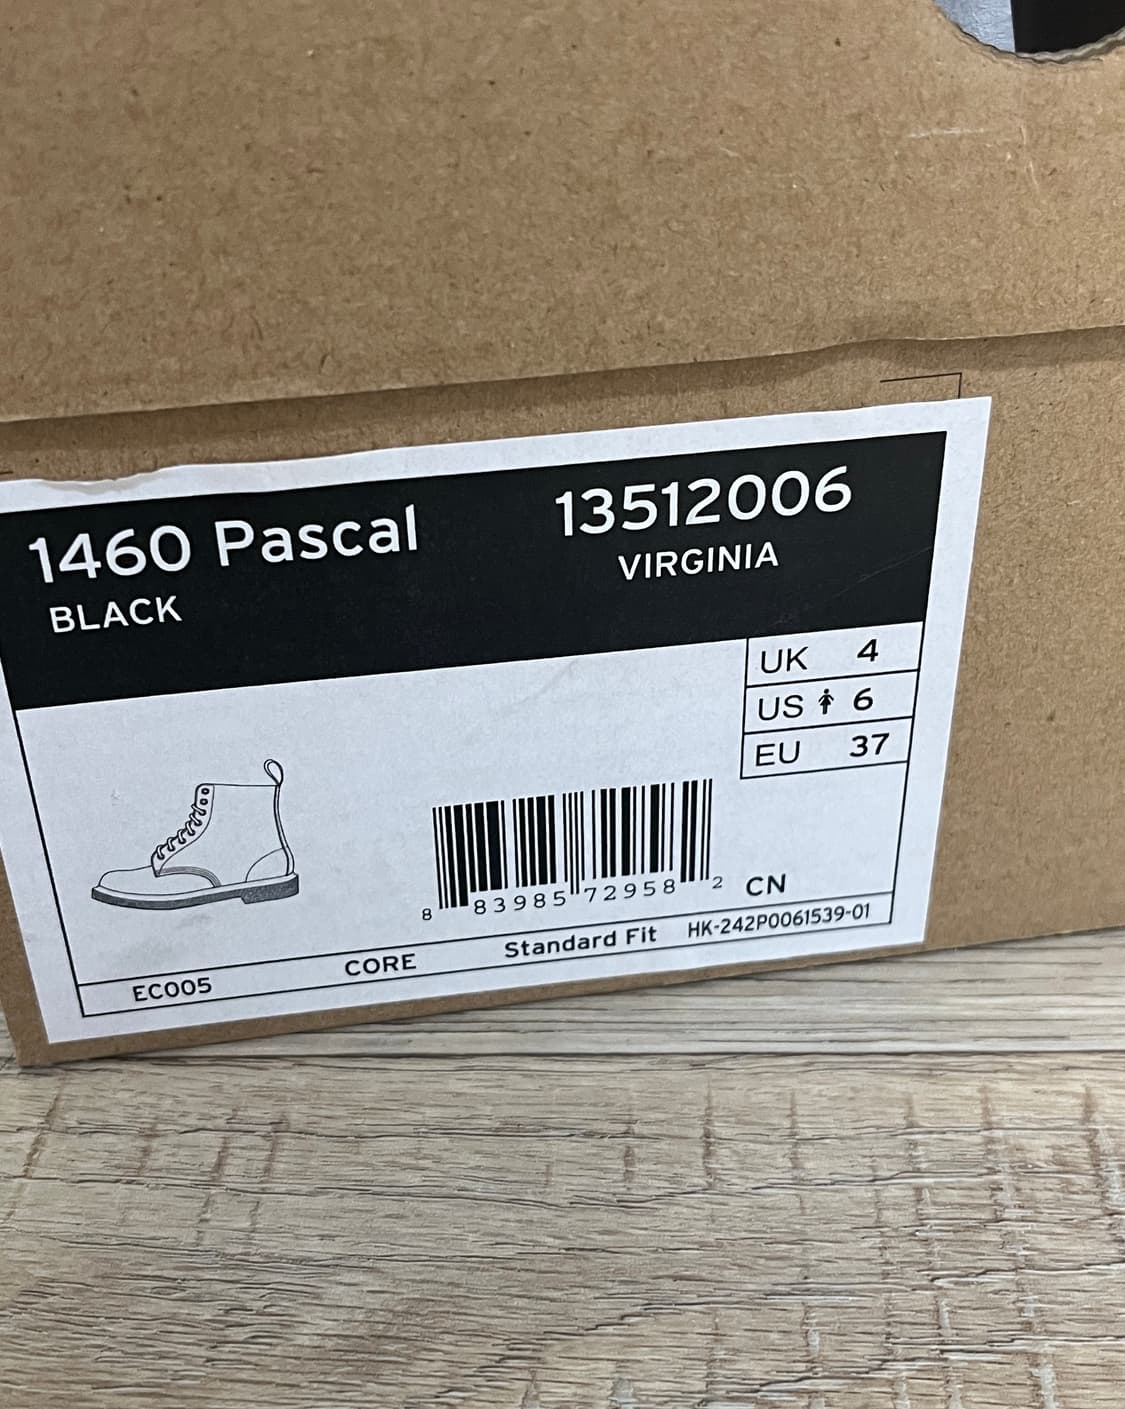 1460 Pascal
BLACK
13512006
VIRGINIA
UK 4
US 6
EU 37
8 83985 72958 2
CN
EC005 CORE Standard Fit HK-242P0061539-01